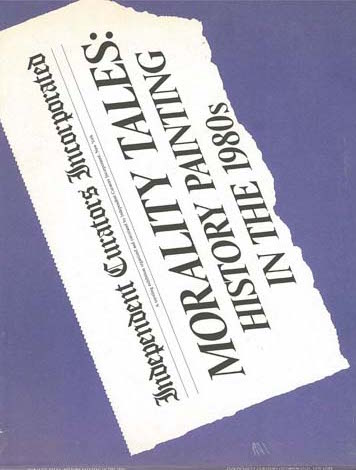 Independent Curators Incorporated
MORALITY TALES:
HISTORY PAINTING
IN THE 1980s